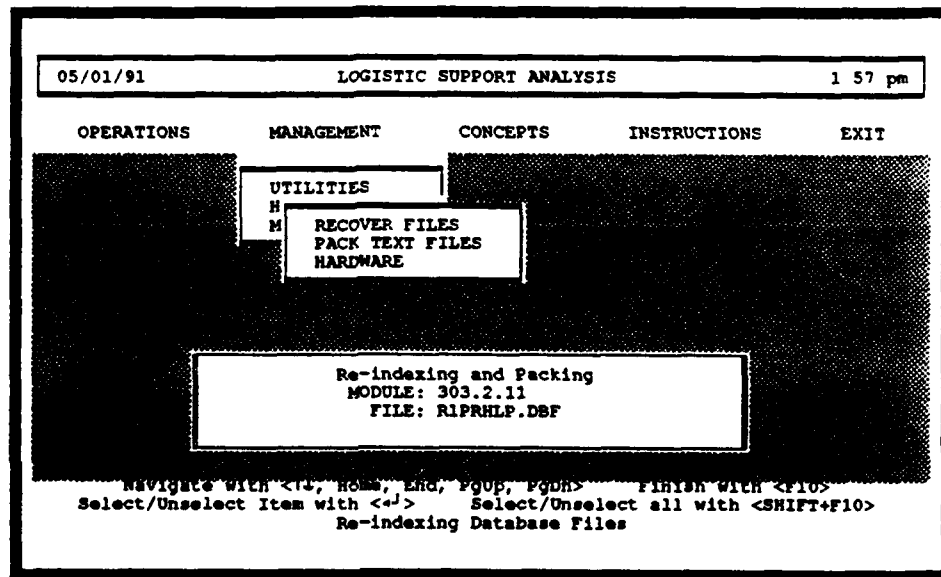 05/01/91 LOGISTIC SUPPORT ANALYSIS 1 57 pm
OPERATIONS MANAGEMENT CONCEPTS INSTRUCTIONS EXIT
UTILITIES
H
M
RECOVER FILES
PACK TEXT FILES
HARDWARE
Re-indexing and Packing
MODULE: 303.2.11
FILE: R1PRHLP.DBF
Navigate with <↑↓, Home, End, PgUp, PgDn> Finish with <F10>
Select/Unselect Item with <↵> Select/Unselect all with <SHIFT+F10>
Re-indexing Database Files